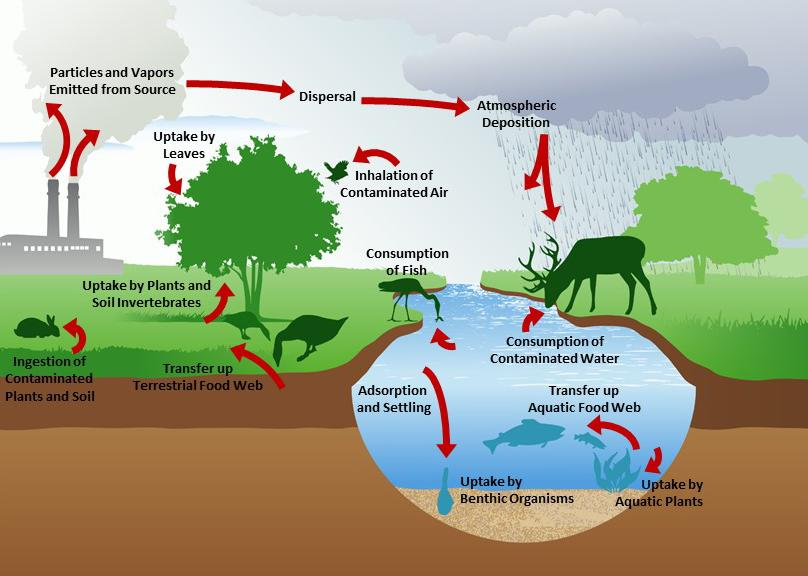 Particles and Vapors
Emitted from Source
Dispersal
Atmospheric
Deposition
Uptake by
Leaves
Inhalation of
Contaminated Air
Consumption
of Fish
Uptake by Plants and
Soil Invertebrates
Ingestion of
Contaminated
Plants and Soil
Transfer up
Terrestrial Food Web
Consumption of
Contaminated Water
Adsorption
and Settling
Transfer up
Aquatic Food Web
Uptake by
Benthic Organisms
Uptake by
Aquatic Plants